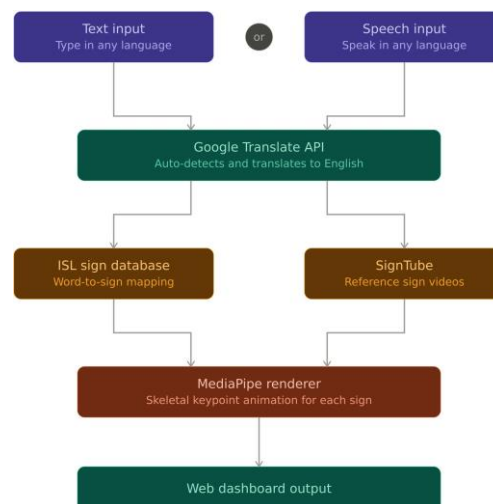 Text input
Type in any language
or
Speech input
Speak in any language
Google Translate API
Auto-detects and translates to English
ISL sign database
Word-to-sign mapping
SignTube
Reference sign videos
MediaPipe renderer
Skeletal keypoint animation for each sign
Web dashboard output